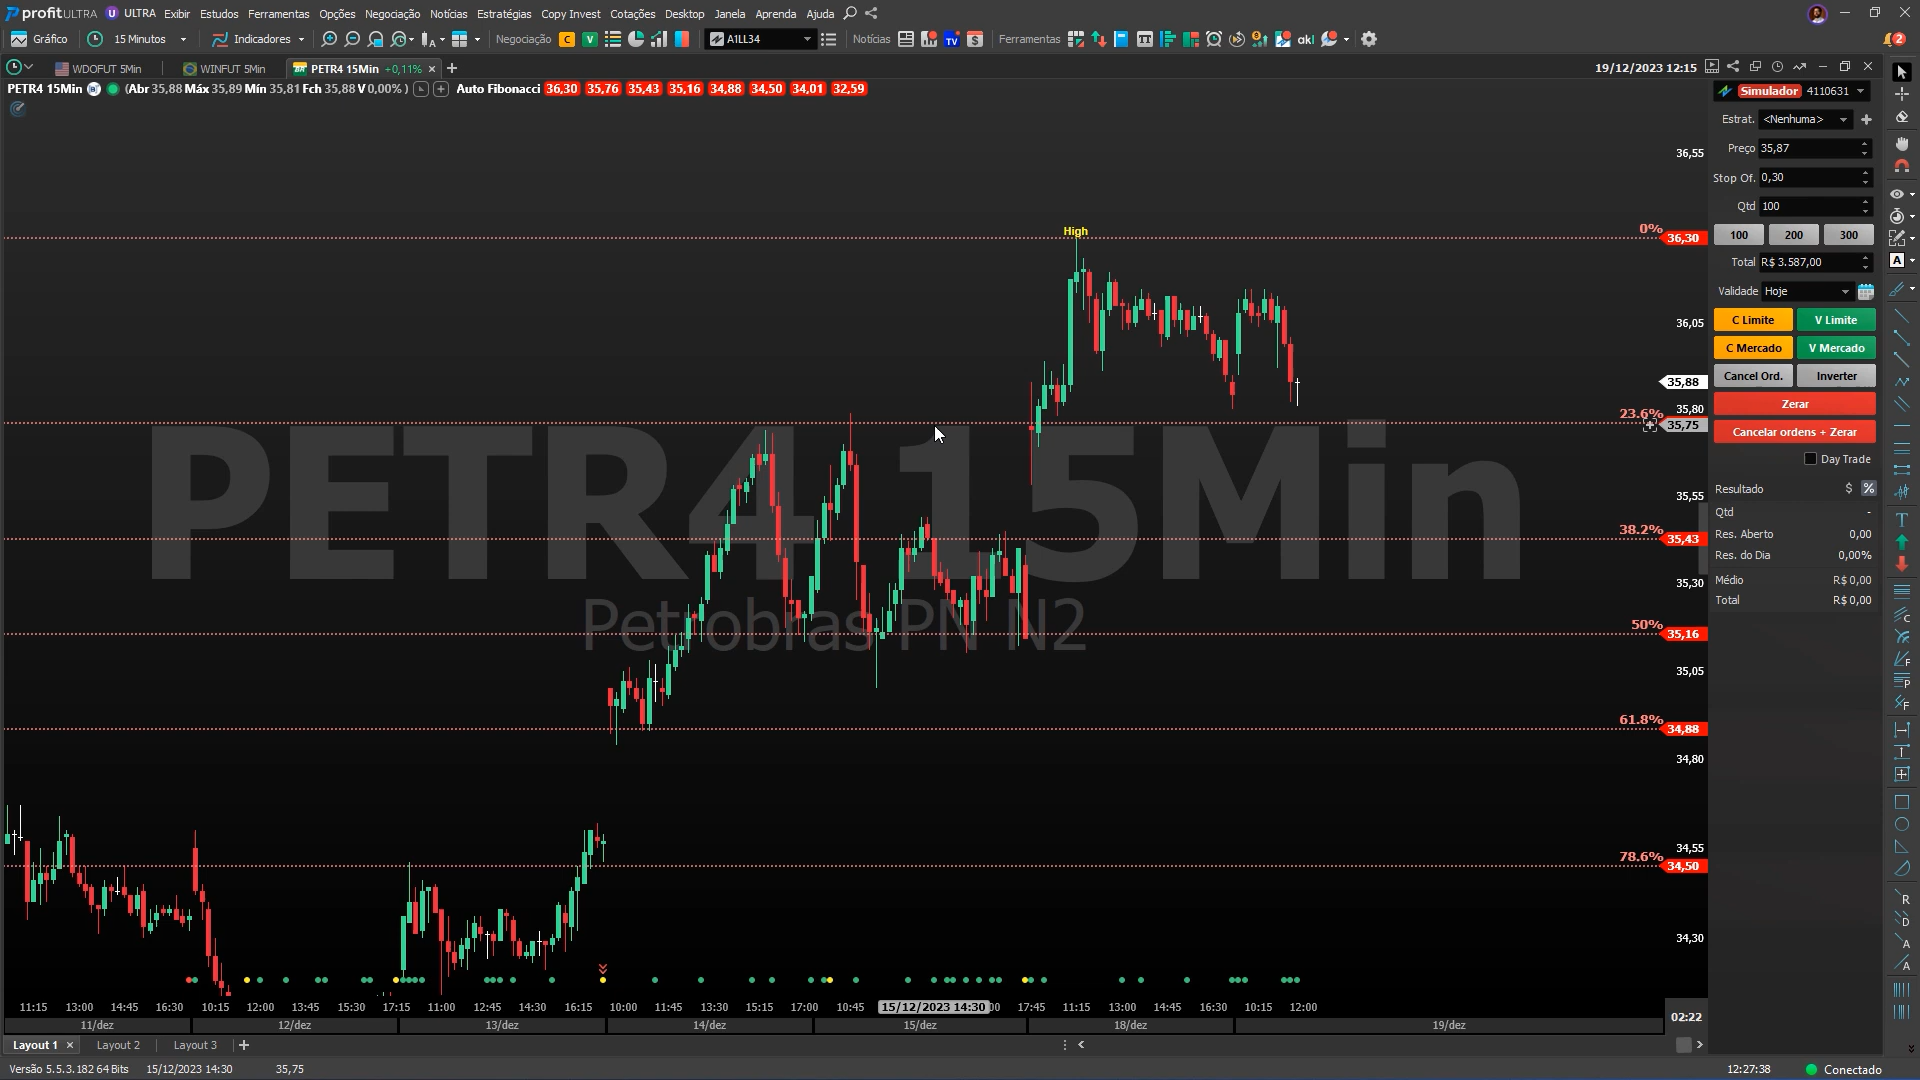 profitULTRA U ULTRA Exibir Estudos Ferramentas Opções Negociação Notícias Estratégias Copy Invest Cotações Desktop Janela Aprenda Ajuda
Gráfico 15 Minutos Indicadores Negociação C V A1LL34 Notícias TV $ Ferramentas TT akl 2
WDOFUT 5Min WINFUT 5Min PETR4 15Min +0,11% × +
19/12/2023 12:15
PETR4 15Min (Abr 35,88 Máx 35,89 Mín 35,81 Fch 35,88 V 0,00% ) Auto Fibonacci 36,30 35,76 35,43 35,16 34,88 34,50 34,01 32,59
Simulador 4110631
Estrat. <Nenhuma>
Preço 35,87
Stop Of. 0,30
Qtd 100
100 200 300
Total R$ 3.587,00
Validade Hoje
C Limite V Limite
C Mercado V Mercado
Cancel Ord. Inverter
Zerar
Cancelar ordens + Zerar
Day Trade
Resultado $ %
Qtd -
Res. Aberto 0,00
Res. do Dia 0,00%
Médio R$ 0,00
Total R$ 0,00
36,55
High
0% 36,30
36,05
35,88
35,80
23.6% 35,75
PETR4 15Min
Petrobras PN N2
35,55
38.2% 35,43
35,30
50% 35,16
35,05
61.8% 34,88
34,80
34,55
78.6% 34,50
34,30
11:15 13:00 14:45 16:30 10:15 12:00 13:45 15:30 17:15 11:00 12:45 14:30 16:15 10:00 11:45 13:30 15:15 17:00 10:45 15/12/2023 14:30 17:45 11:15 13:00 14:45 16:30 10:15 12:00
11/dez 12/dez 13/dez 14/dez 15/dez 18/dez 19/dez
02:22
Layout 1 × Layout 2 Layout 3 +
Versão 5.5.3.182 64 Bits 15/12/2023 14:30 35,75 12:27:38 Conectado